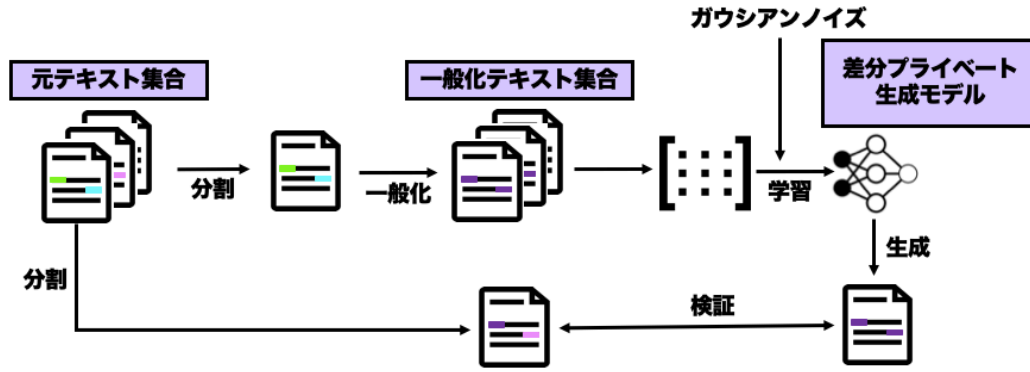 ガウシアンノイズ
元テキスト集合
一般化テキスト集合
差分プライベート
生成モデル
分割
一般化
学習
分割
生成
検証